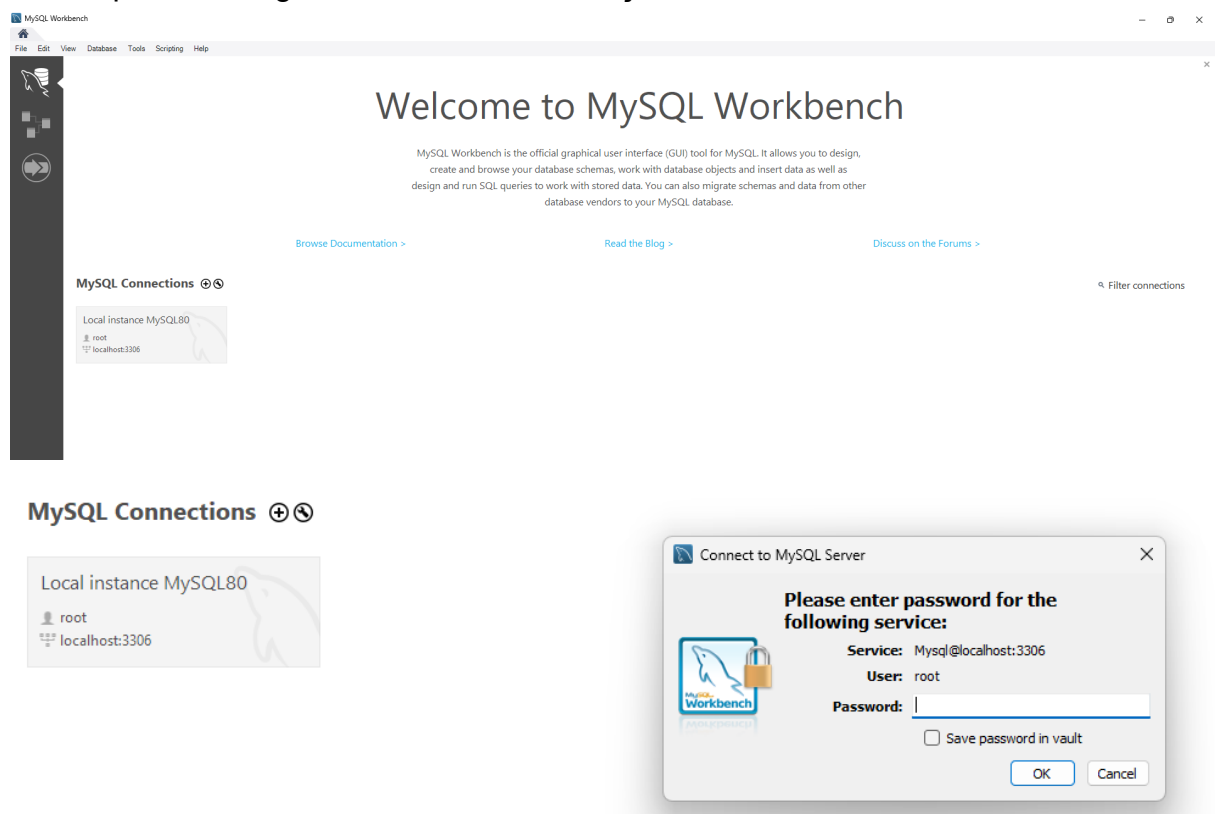 MySQL Workbench
File Edit View Database Tools Scripting Help
Welcome to MySQL Workbench
MySQL Workbench is the official graphical user interface (GUI) tool for MySQL. It allows you to design,
create and browse your database schemas, work with database objects and insert data as well as
design and run SQL queries to work with stored data. You can also migrate schemas and data from other
database vendors to your MySQL database.
Browse Documentation > Read the Blog > Discuss on the Forums >
MySQL Connections Filter connections
Local instance MySQL80
root
localhost:3306
MySQL Connections
Local instance MySQL80
root
localhost:3306
Connect to MySQL Server
Please enter password for the
following service:
Service: Mysql@localhost:3306
User: root
Password:
MySQL
Workbench
Save password in vault
OK Cancel